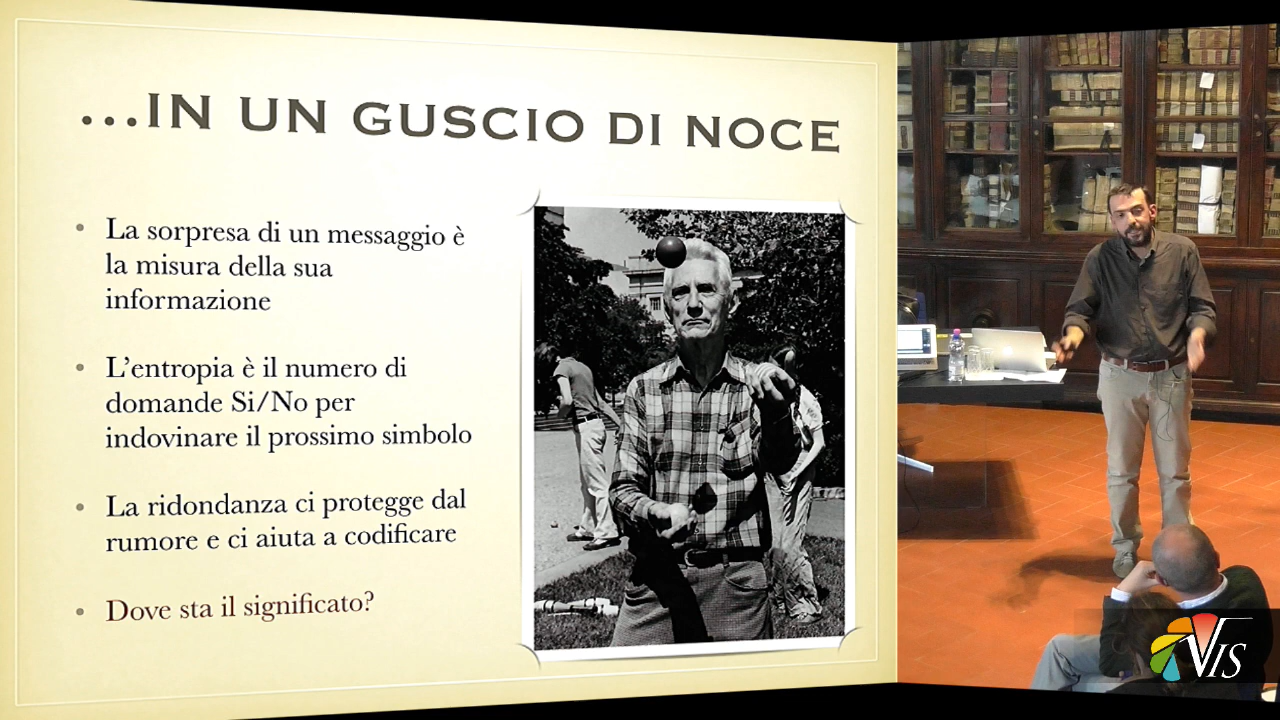 ...IN UN GUSCIO DI NOCE
• La sorpresa di un messaggio è
la misura della sua
informazione
• L'entropia è il numero di
domande Si/No per
indovinare il prossimo simbolo
• La ridondanza ci protegge dal
rumore e ci aiuta a codificare
• Dove sta il significato?
VIS